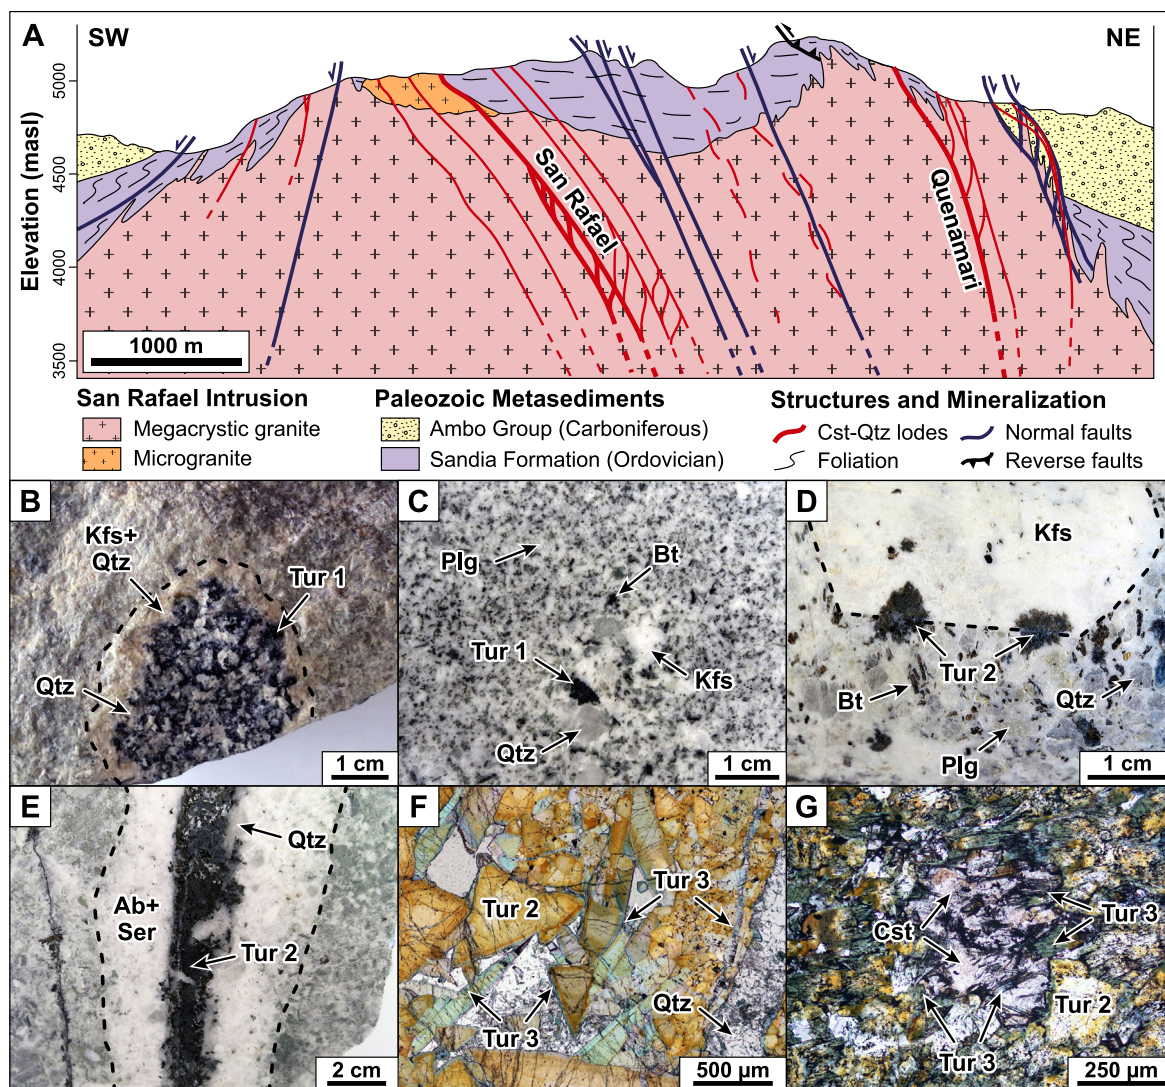 A SW NE
Elevation (masl)
5000
4500
4000
3500
San Rafael
Quenamari
1000 m
San Rafael Intrusion
Megacrystic granite
Microgranite
Paleozoic Metasediments
Ambo Group (Carboniferous)
Sandia Formation (Ordovician)
Structures and Mineralization
Cst-Qtz lodes
Normal faults
Foliation
Reverse faults
B
Kfs+
Qtz
Tur 1
Qtz
1 cm
C
Plg
Bt
Tur 1
Kfs
Qtz
1 cm
D
Kfs
Tur 2
Bt
Qtz
Plg
1 cm
E
Qtz
Ab+
Ser
Tur 2
2 cm
F
Tur 3
Tur 2
Qtz
Tur 3
500 µm
G
Tur 3
Cst
Tur 2
Tur 3
250 µm